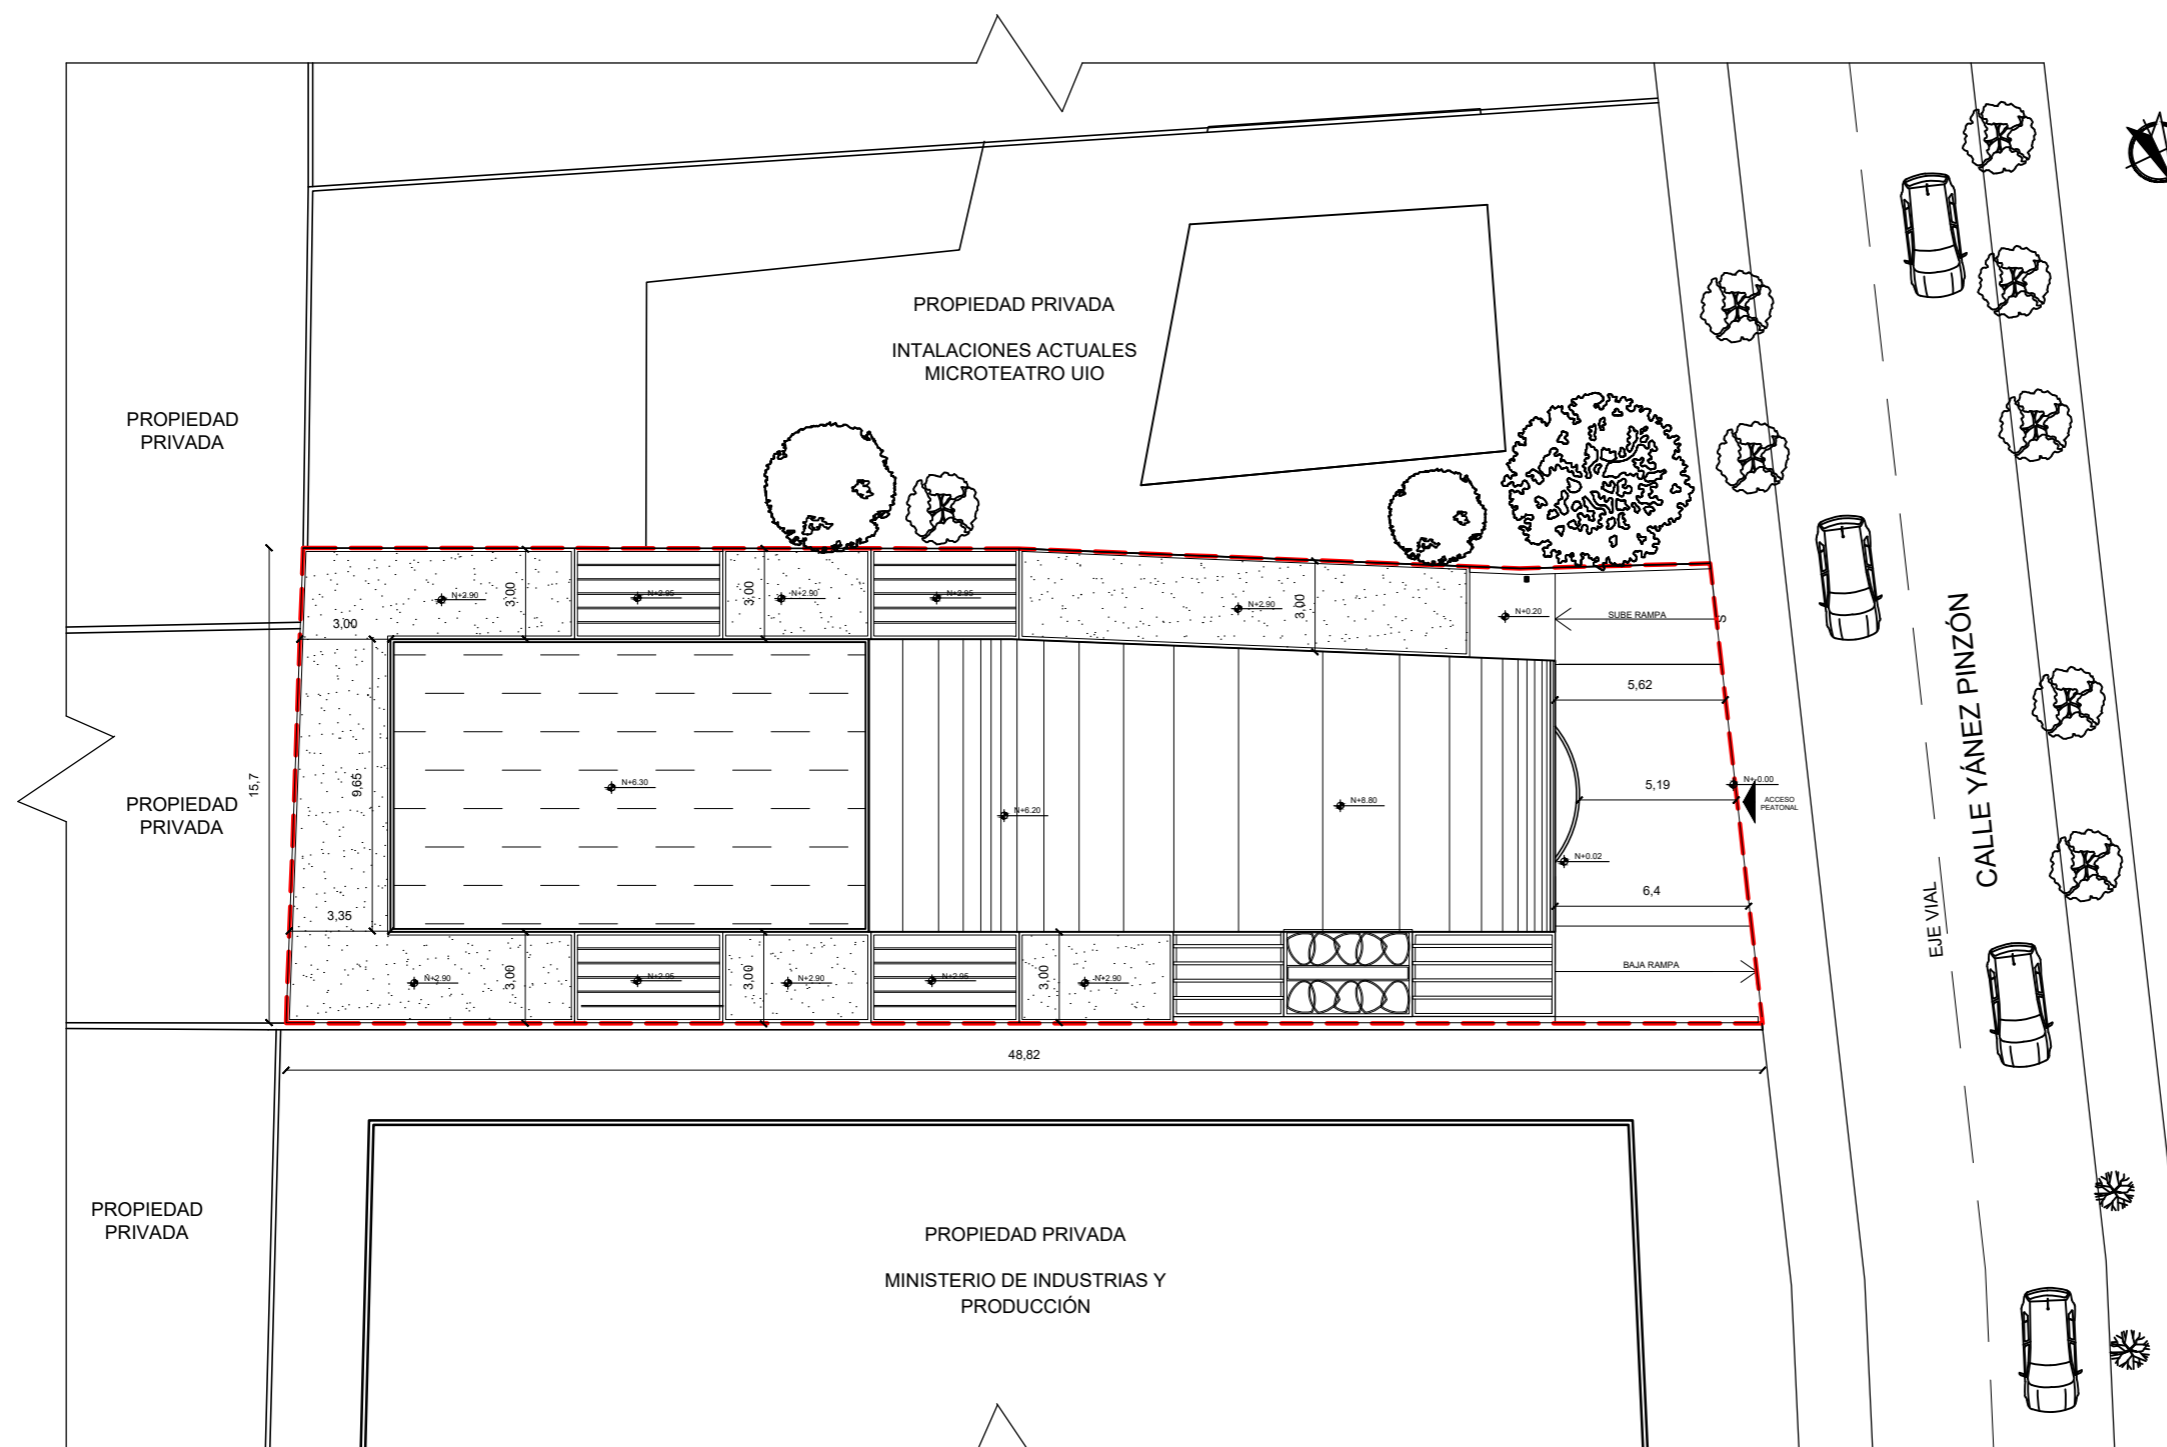 PROPIEDAD PRIVADA
INTALACIONES ACTUALES
MICROTEATRO UIO
PROPIEDAD
PRIVADA
N+2.90
3,00
N+2.95
3,00
N+2.90
N+2.95
N+2.90
3,00
N+0.20
SUBE RAMPA
S
3,00
5,62
CALLE YÁNEZ PINZÓN
15,7
9,65
N+6.30
N+6.20
N+8.80
5,19
N+-0.00
ACCESO
PEATONAL
PROPIEDAD
PRIVADA
N+0.02
6,4
EJE VIAL
3,35
N+2.90
3,00
N+2.95
3,00
N+2.90
N+2.95
3,00
N+2.90
BAJA RAMPA
48,82
PROPIEDAD
PRIVADA
PROPIEDAD PRIVADA
MINISTERIO DE INDUSTRIAS Y
PRODUCCIÓN